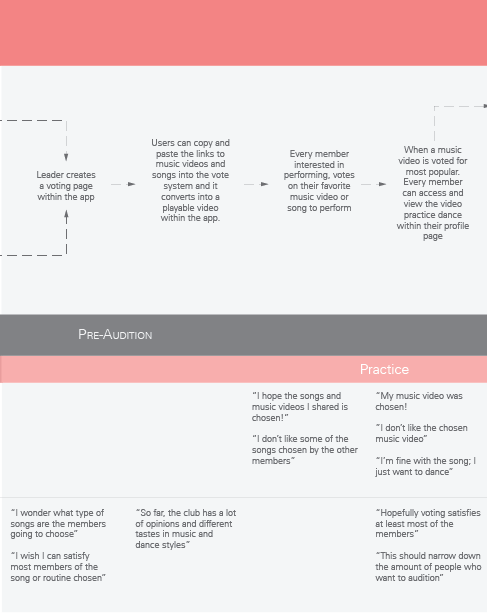 Leader creates
a voting page
within the app
Users can copy and
paste the links to
music videos and
songs into the vote
system and it
converts into a
playable video
within the app.
Every member
interested in
performing, votes
on their favorite
music video or
song to perform
When a music
video is voted for
most popular.
Every member
can access and
view the video
practice dance
within their profile
page
Pre-Audition
Practice
“I hope the songs and
music videos I shared is
chosen!”
“I don’t like some of the
songs chosen by the other
members”
“My music video was
chosen!
“I don’t like the chosen
music video”
“I’m fine with the song; I
just want to dance”
“I wonder what type of
songs are the members
going to choose”
“I wish I can satisfy
most members of the
song or routine chosen”
“So far, the club has a lot
of opinions and different
tastes in music and
dance styles”
“Hopefully voting satisfies
at least most of the
members”
“This should narrow down
the amount of people who
want to audition”